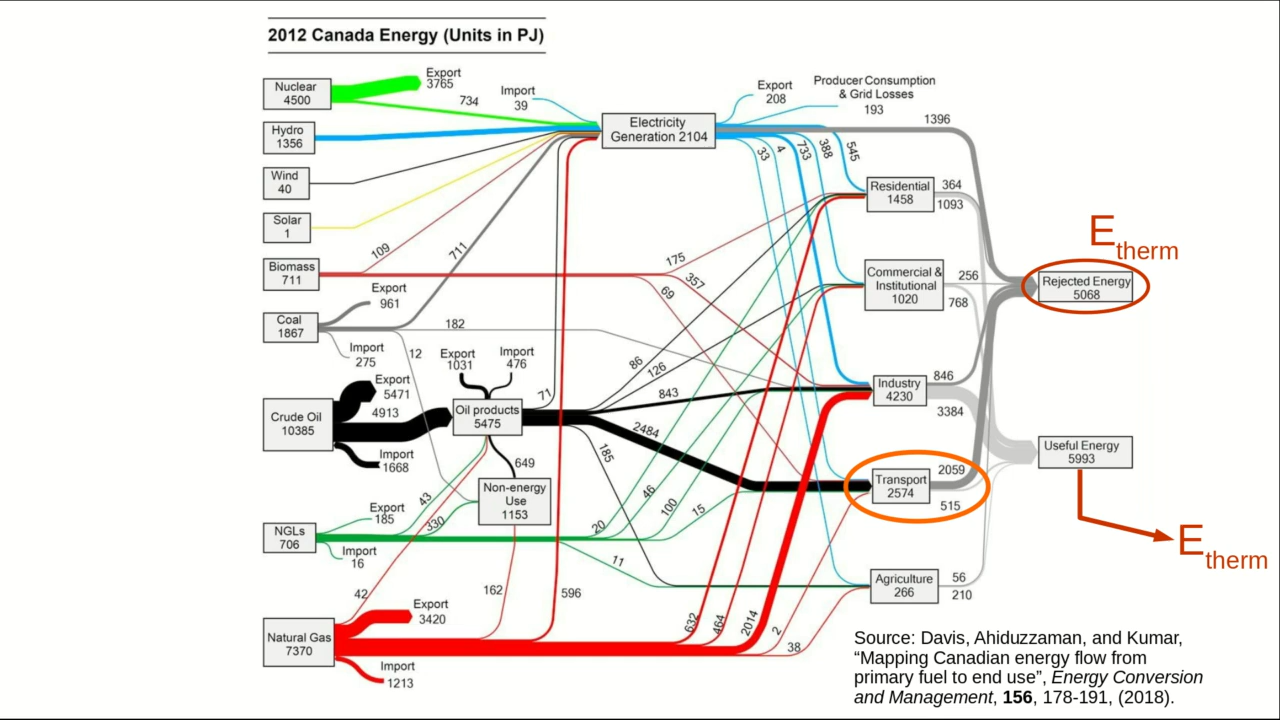 2012 Canada Energy (Units in PJ)
Nuclear
4500
Export
3765
734
Import
39
Export
208
Producer Consumption
& Grid Losses
193
Electricity
Generation 2104
1396
Hydro
1356
33
4
733
388
545
Wind
40
Residential
1458
364
1093
Solar
1
E
therm
109
711
Biomass
711
175
357
69
Commercial &
Institutional
1020
256
768
Rejected Energy
5068
Export
961
Coal
1867
182
Import
275
12
Export
1031
Import
476
86
126
71
Export
5471
4913
Crude Oil
10385
Oil products
5475
843
Industry
4230
846
3384
2484
Import
1668
649
185
Useful Energy
5993
Non-energy
Use
1153
Transport
2574
2059
515
43
330
Export
185
NGLs
706
Import
16
20
46
100
15
11
E
therm
42
162
596
Agriculture
266
56
210
Export
3420
Natural Gas
7370
Import
1213
632
464
2014
2
38
Source: Davis, Ahiduzzaman, and Kumar,
“Mapping Canadian energy flow from
primary fuel to end use”, Energy Conversion
and Management, 156, 178-191, (2018).